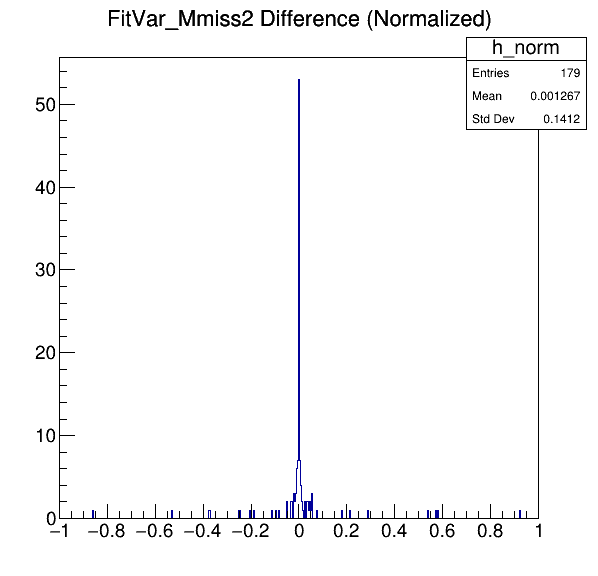 FitVar_Mmiss2 Difference (Normalized)
h_norm
Entries 179
Mean 0.001267
Std Dev 0.1412
50
40
30
20
10
0
−1 −0.8 −0.6 −0.4 −0.2 0 0.2 0.4 0.6 0.8 1